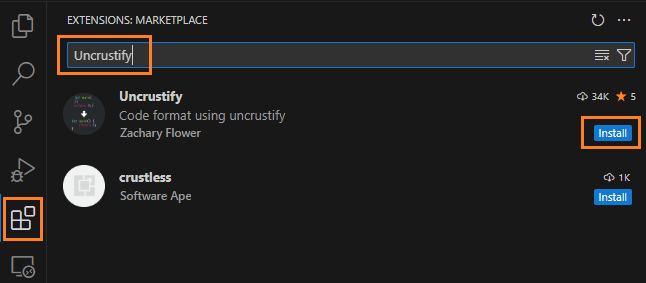 EXTENSIONS: MARKETPLACE
Uncrustify
Uncrustify 34K 5
Code format using uncrustify
Zachary Flower Install
crustless 1K
Software Ape Install